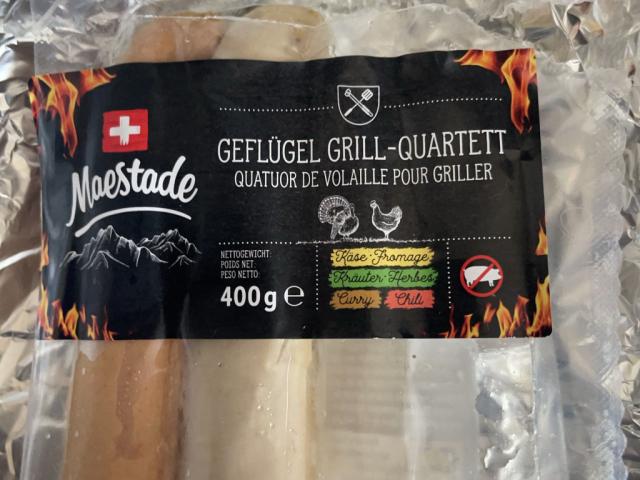 Maestade
GEFLÜGEL GRILL-QUARTETT
QUATUOR DE VOLAILLE POUR GRILLER
NETTOGEWICHT:
POIDS NET:
PESO NETTO:
400 g e
Käse·Fromage
Kräuter·Herbes
Curry
Chili